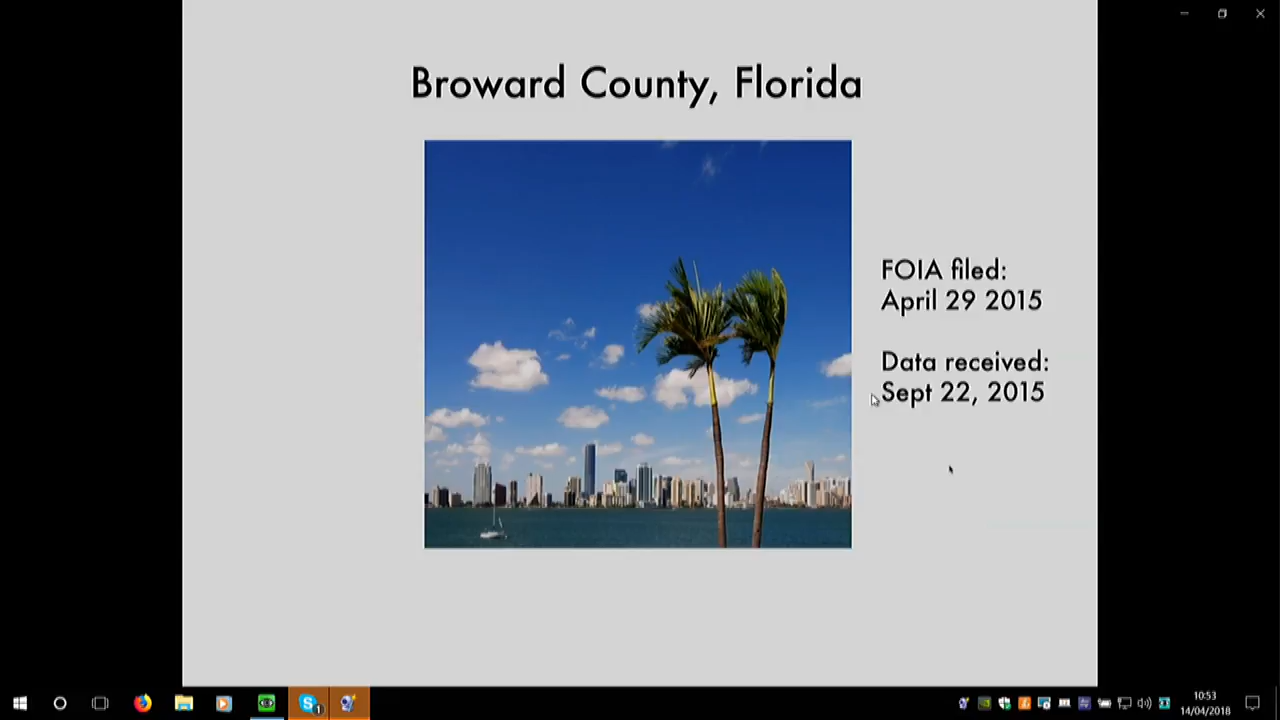 Broward County, Florida
FOIA filed:
April 29 2015
Data received:
Sept 22, 2015
10:53
14/04/2018